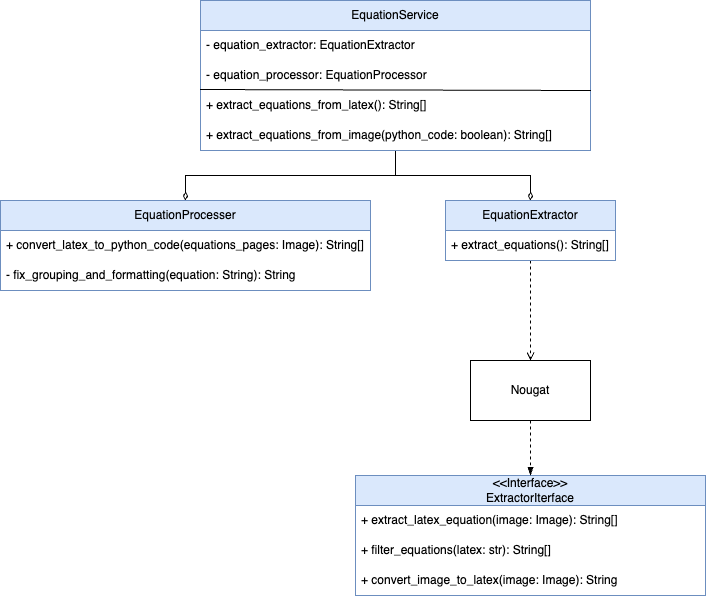 EquationService
- equation_extractor: EquationExtractor
- equation_processor: EquationProcessor
+ extract_equations_from_latex(): String[]
+ extract_equations_from_image(python_code: boolean): String[]
EquationProcesser
+ convert_latex_to_python_code(equations_pages: Image): String[]
- fix_grouping_and_formatting(equation: String): String
EquationExtractor
+ extract_equations(): String[]
Nougat
<<Interface>>
ExtractorIterface
+ extract_latex_equation(image: Image): String[]
+ filter_equations(latex: str): String[]
+ convert_image_to_latex(image: Image): String